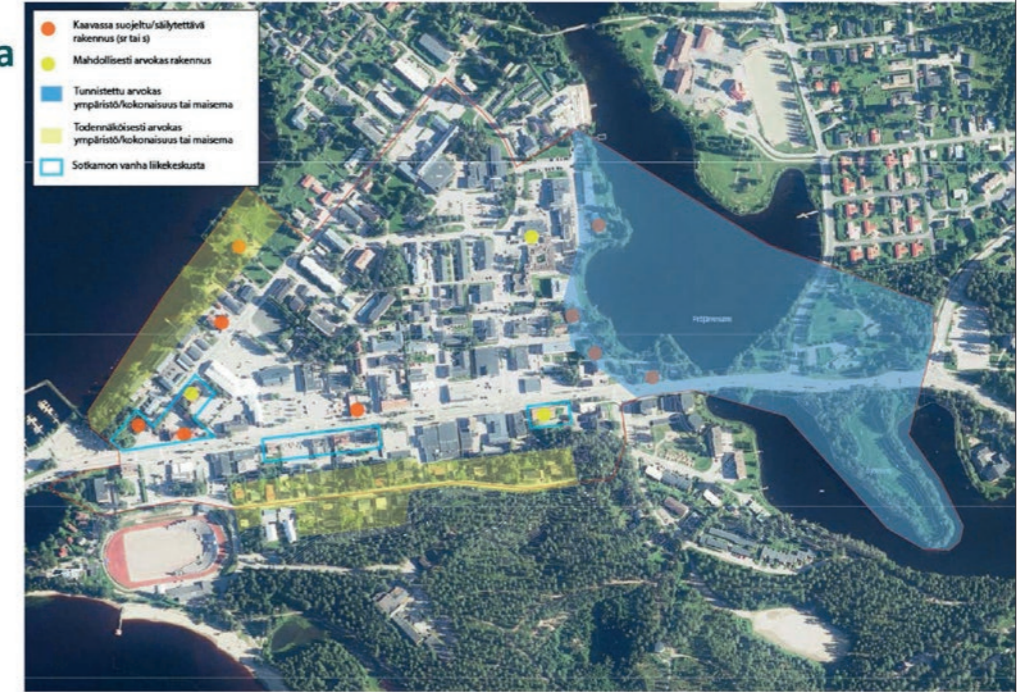 a
Kaavassa suojeltu/säilytettävä
rakennus (sr tai s)
Mahdollisesti arvokas rakennus
Tunnistettu arvokas
ympäristö/kokonaisuus tai maisema
Todennäköisesti arvokas
ympäristö/kokonaisuus tai maisema
Sotkamon vanha liikekeskusta